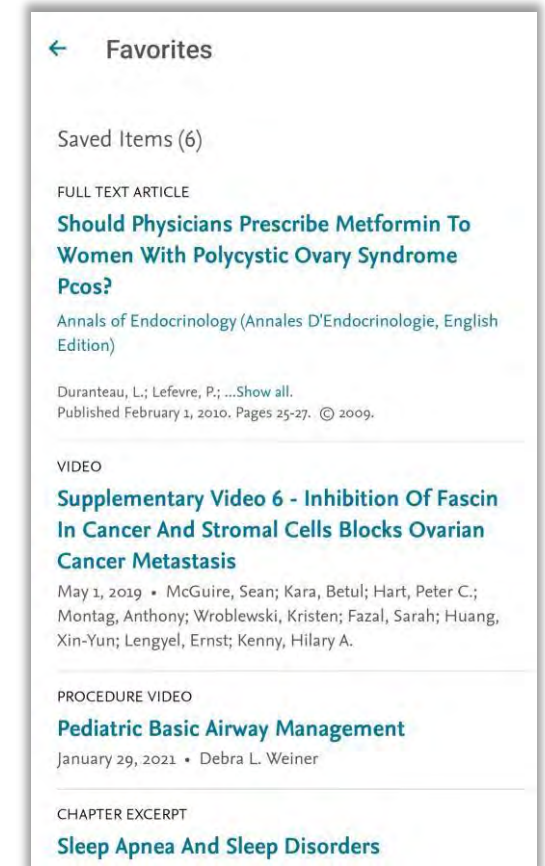 ← Favorites
Saved Items (6)
FULL TEXT ARTICLE
Should Physicians Prescribe Metformin To
Women With Polycystic Ovary Syndrome
Pcos?
Annals of Endocrinology (Annales D'Endocrinologie, English
Edition)
Duranteau, L.; Lefevre, P.; ...Show all.
Published February 1, 2010. Pages 25-27. © 2009.
VIDEO
Supplementary Video 6 - Inhibition Of Fascin
In Cancer And Stromal Cells Blocks Ovarian
Cancer Metastasis
May 1, 2019 • McGuire, Sean; Kara, Betul; Hart, Peter C.;
Montag, Anthony; Wroblewski, Kristen; Fazal, Sarah; Huang,
Xin-Yun; Lengyel, Ernst; Kenny, Hilary A.
PROCEDURE VIDEO
Pediatric Basic Airway Management
January 29, 2021 • Debra L. Weiner
CHAPTER EXCERPT
Sleep Apnea And Sleep Disorders